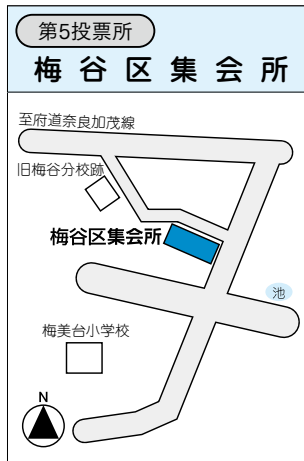 第5投票所
梅谷区集会所
至府道奈良加茂線
旧梅谷分校跡
梅谷区集会所
池
梅美台小学校
N